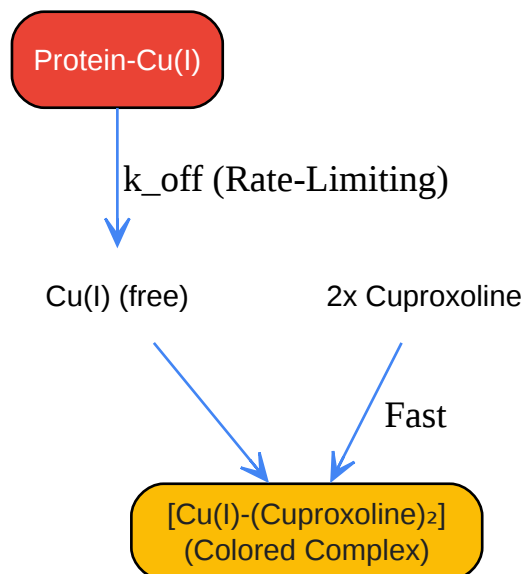 Protein-Cu(I)
k_off (Rate-Limiting)
Cu(I) (free)
2x Cuproxoline
Fast
[Cu(I)-(Cuproxoline)₂]
(Colored Complex)